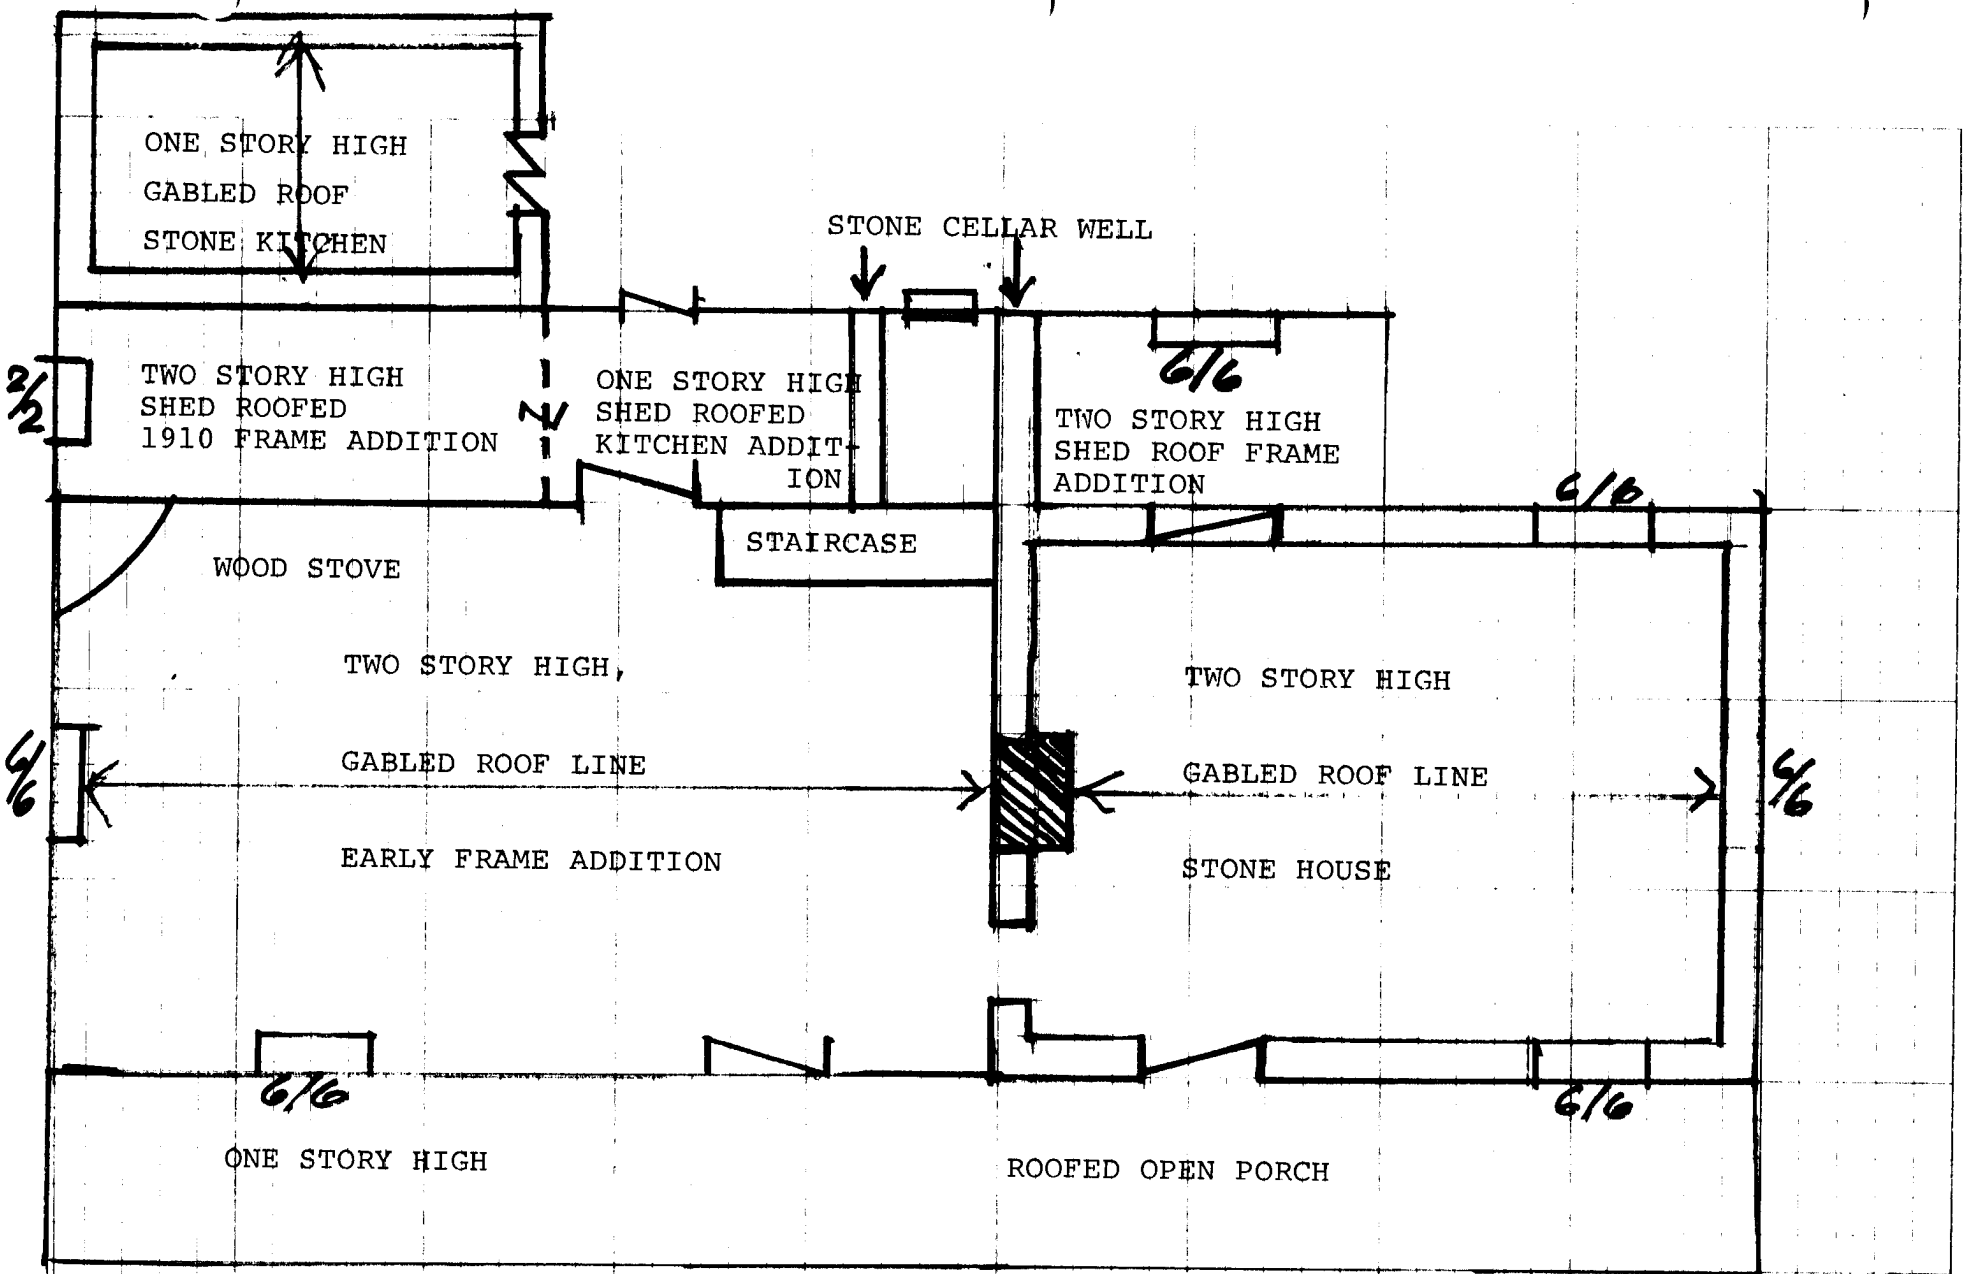 ONE STORY HIGH
GABLED ROOF
STONE KITCHEN
STONE CELLAR WELL
2/2
TWO STORY HIGH
SHED ROOFED
1910 FRAME ADDITION
ONE STORY HIGH
SHED ROOFED
KITCHEN ADDIT-
ION
6/6
TWO STORY HIGH
SHED ROOF FRAME
ADDITION
6/6
STAIRCASE
WOOD STOVE
TWO STORY HIGH,
GABLED ROOF LINE
EARLY FRAME ADDITION
6/6
TWO STORY HIGH
GABLED ROOF LINE
STONE HOUSE
6/6
6/6
6/6
ONE STORY HIGH
ROOFED OPEN PORCH